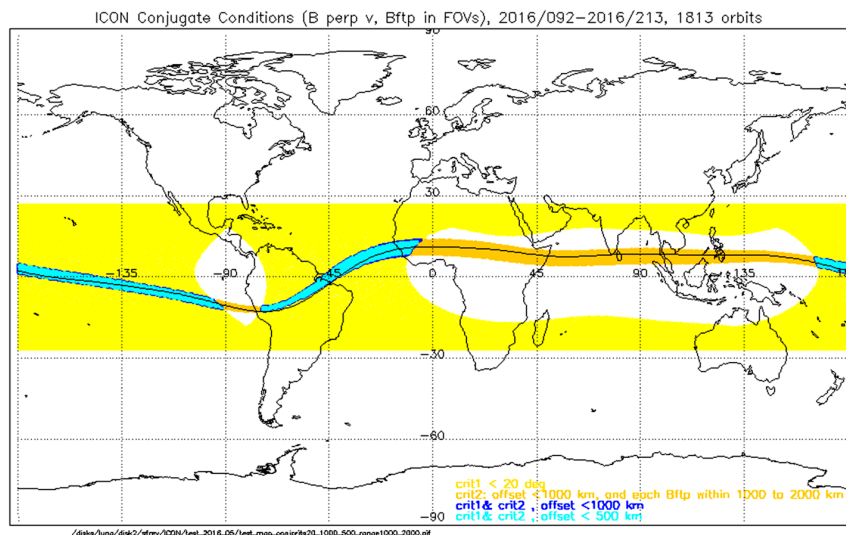 ICON Conjugate Conditions (B perp v, Bftp in FOVs), 2016/092-2016/213, 1813 orbits
90
60
30
-135 -90 -45 0 45 90 135
-30
-60
crit1 < 20 deg
crit2: offset <1000 km, and each Bftp within 1000 to 2000 km
crit1& crit2 , offset <1000 km
crit1& crit2 , offset < 500 km
-90